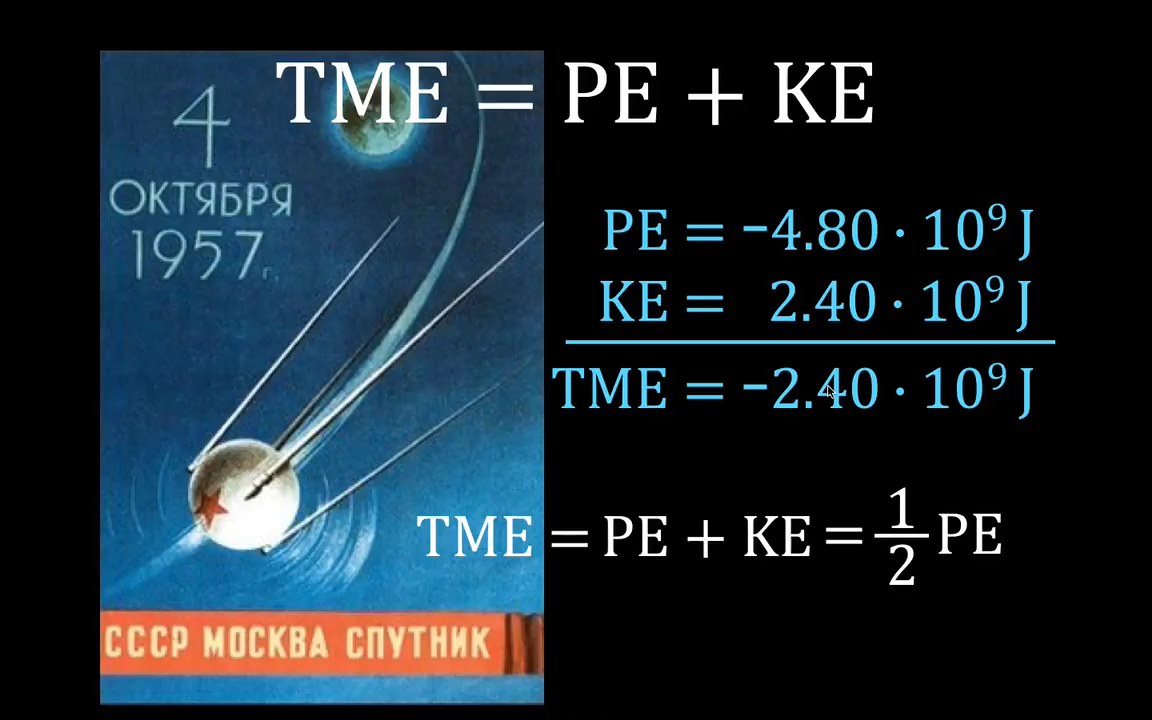 TME = PE + KE
4
ОКТЯБРЯ
1957г.
PE = −4.80 · 10⁹ J
KE = 2.40 · 10⁹ J
TME = −2.40 · 10⁹ J
TME = PE + KE = 1/2 PE
СССР МОСКВА СПУТНИК